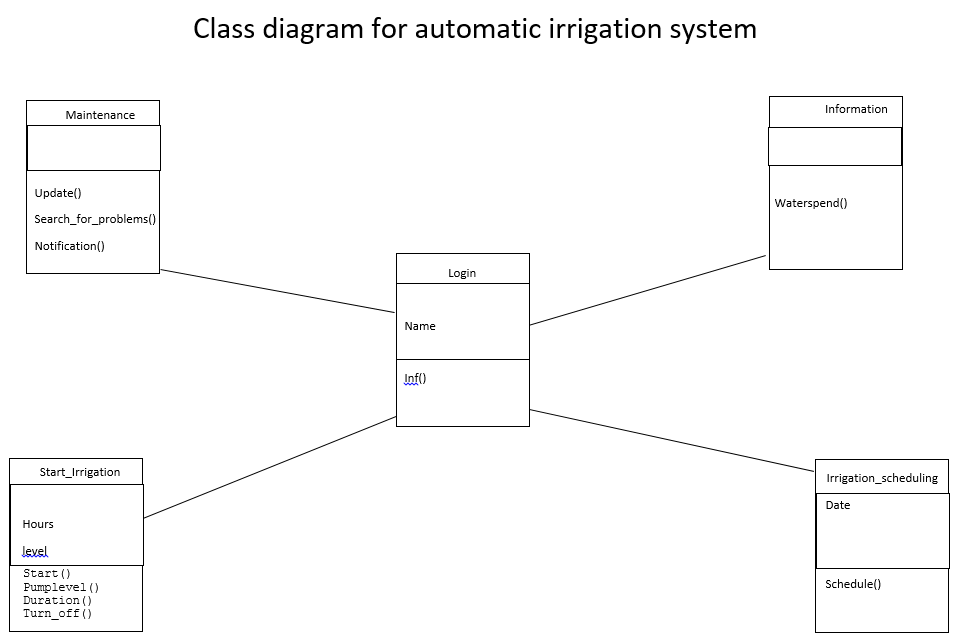 Class diagram for automatic irrigation system
Maintenance
Update()
Search_for_problems()
Notification()
Information
Waterspend()
Login
Name
Inf()
Start_Irrigation
Hours
level
Start()
Pumplevel()
Duration()
Turn_off()
Irrigation_scheduling
Date
Schedule()